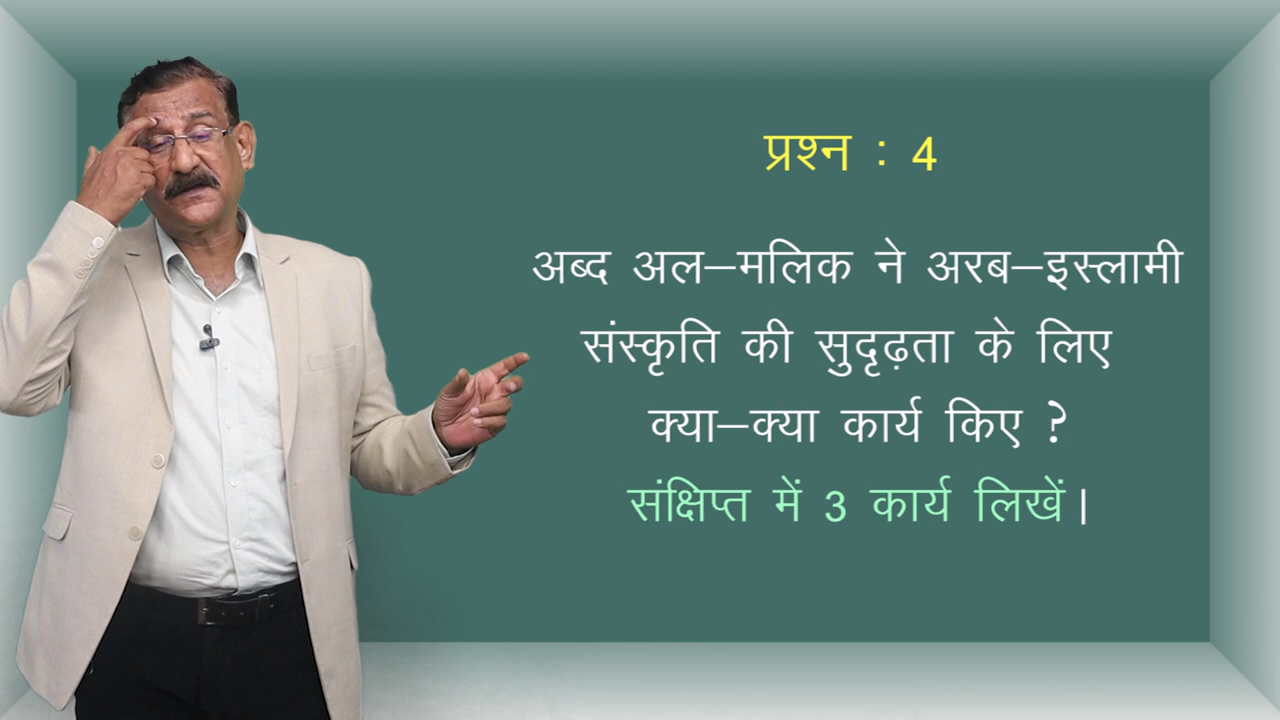 प्रश्न : 4
अब्द अल–मलिक ने अरब–इस्लामी
संस्कृति की सुदृढ़ता के लिए
क्या–क्या कार्य किए ?
संक्षिप्त में 3 कार्य लिखें।